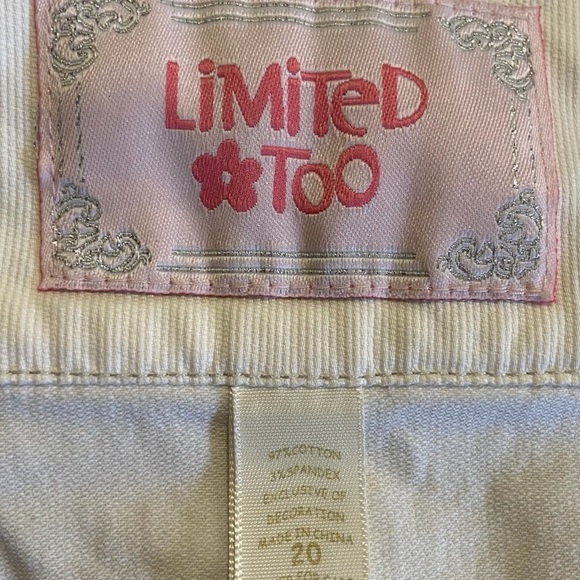 LiMiTeD
TOO
97% COTTON
3% SPANDEX
EXCLUSIVE OF
DECORATION
MADE IN CHINA
20